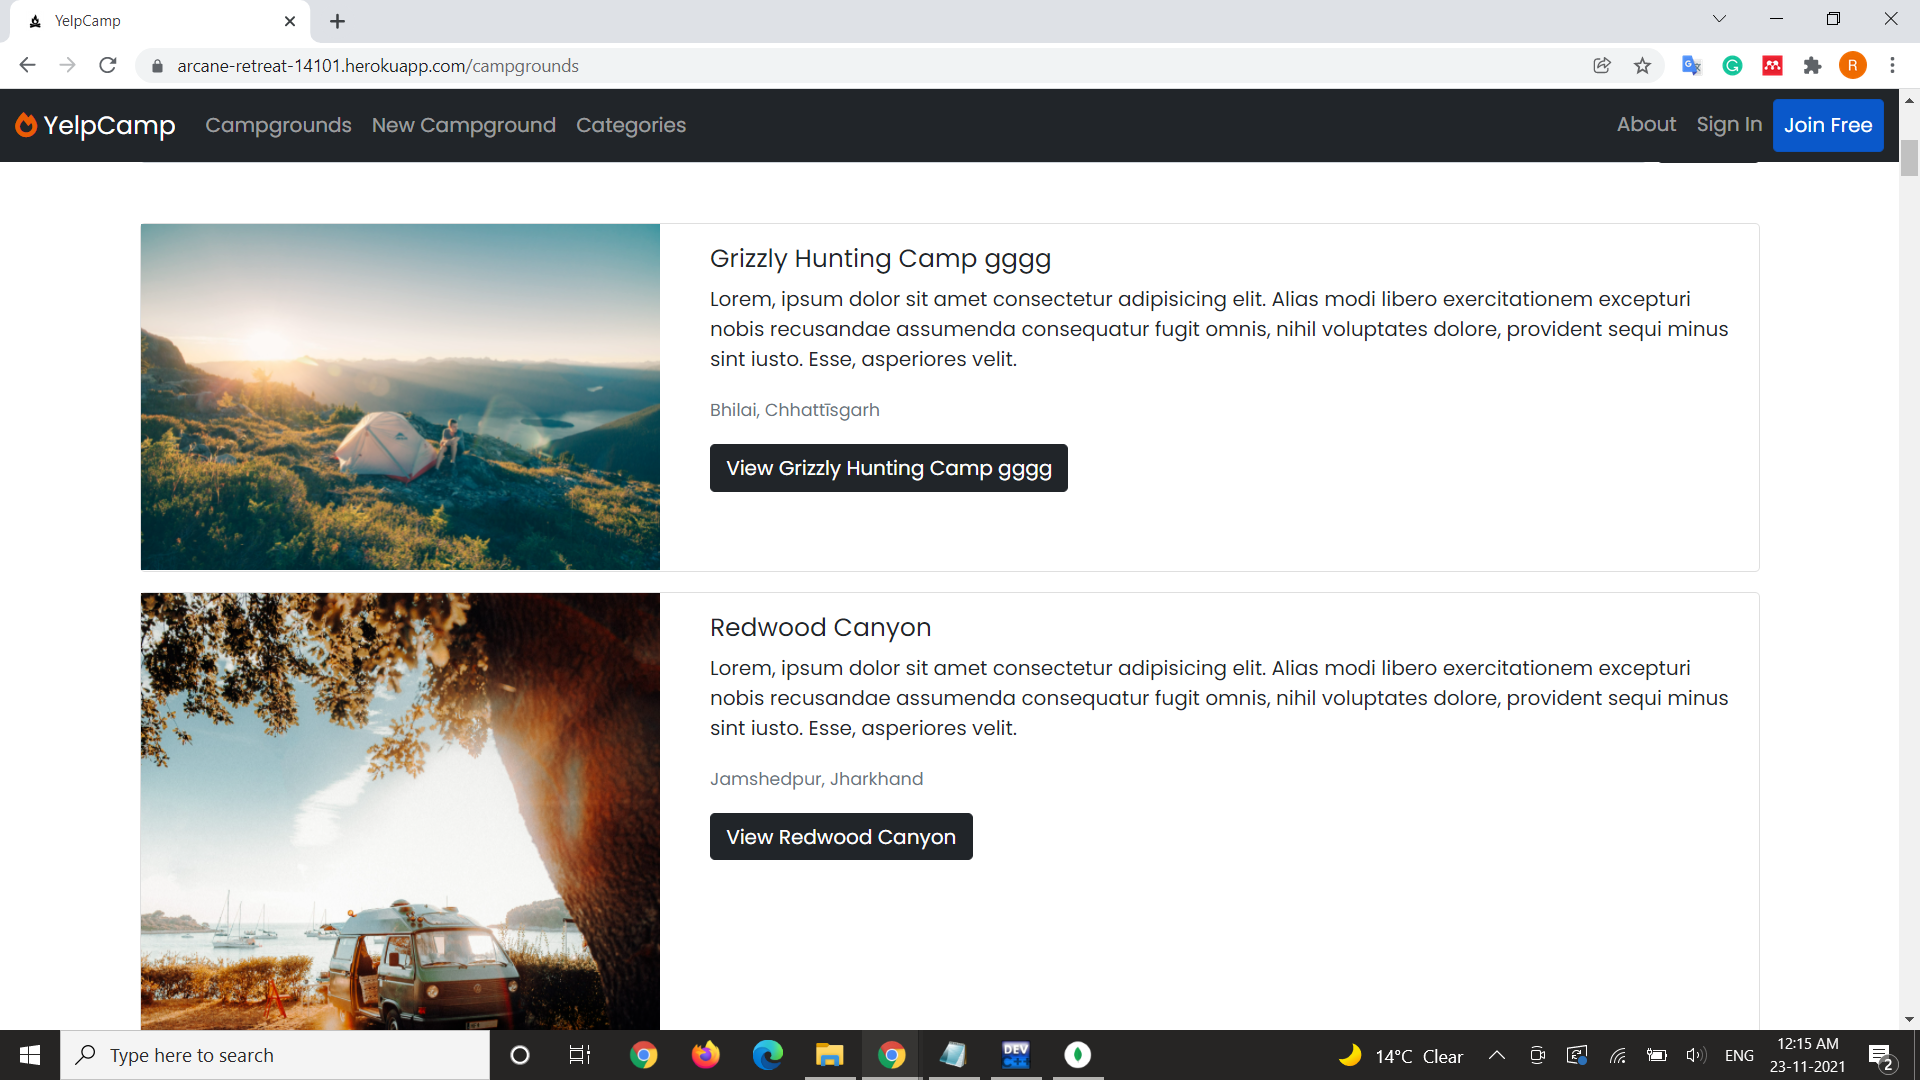 YelpCamp
arcane-retreat-14101.herokuapp.com/campgrounds
R
YelpCamp Campgrounds New Campground Categories About Sign In Join Free
Grizzly Hunting Camp gggg
Lorem, ipsum dolor sit amet consectetur adipisicing elit. Alias modi libero exercitationem excepturi
nobis recusandae assumenda consequatur fugit omnis, nihil voluptates dolore, provident sequi minus
sint iusto. Esse, asperiores velit.
Bhilai, Chhattīsgarh
View Grizzly Hunting Camp gggg
Redwood Canyon
Lorem, ipsum dolor sit amet consectetur adipisicing elit. Alias modi libero exercitationem excepturi
nobis recusandae assumenda consequatur fugit omnis, nihil voluptates dolore, provident sequi minus
sint iusto. Esse, asperiores velit.
Jamshedpur, Jharkhand
View Redwood Canyon
Type here to search
DEV
C++
14°C Clear
ENG
12:15 AM
23-11-2021
2